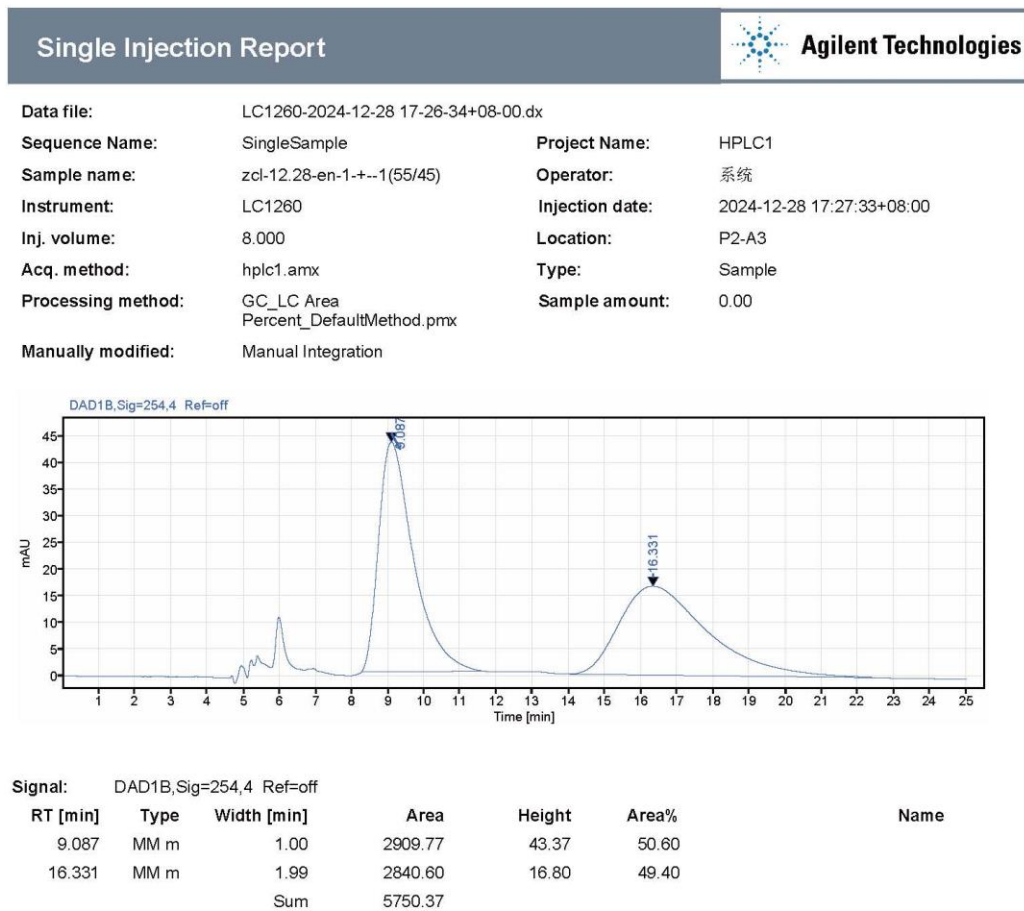 Single Injection Report
Agilent Technologies
Data file: LC1260-2024-12-28 17-26-34+08-00.dx
Sequence Name: SingleSample Project Name: HPLC1
Sample name: zcl-12.28-en-1-+--1(55/45) Operator: 系统
Instrument: LC1260 Injection date: 2024-12-28 17:27:33+08:00
Inj. volume: 8.000 Location: P2-A3
Acq. method: hplc1.amx Type: Sample
Processing method: GC_LC Area Sample amount: 0.00
Percent_DefaultMethod.pmx
Manually modified: Manual Integration
DAD1B,Sig=254,4 Ref=off
9.087
16.331
mAU
45
40
35
30
25
20
15
10
5
0
1 2 3 4 5 6 7 8 9 10 11 12 13 14 15 16 17 18 19 20 21 22 23 24 25
Time [min]
Signal: DAD1B,Sig=254,4 Ref=off
RT [min] Type Width [min] Area Height Area% Name
9.087 MM m 1.00 2909.77 43.37 50.60
16.331 MM m 1.99 2840.60 16.80 49.40
Sum 5750.37